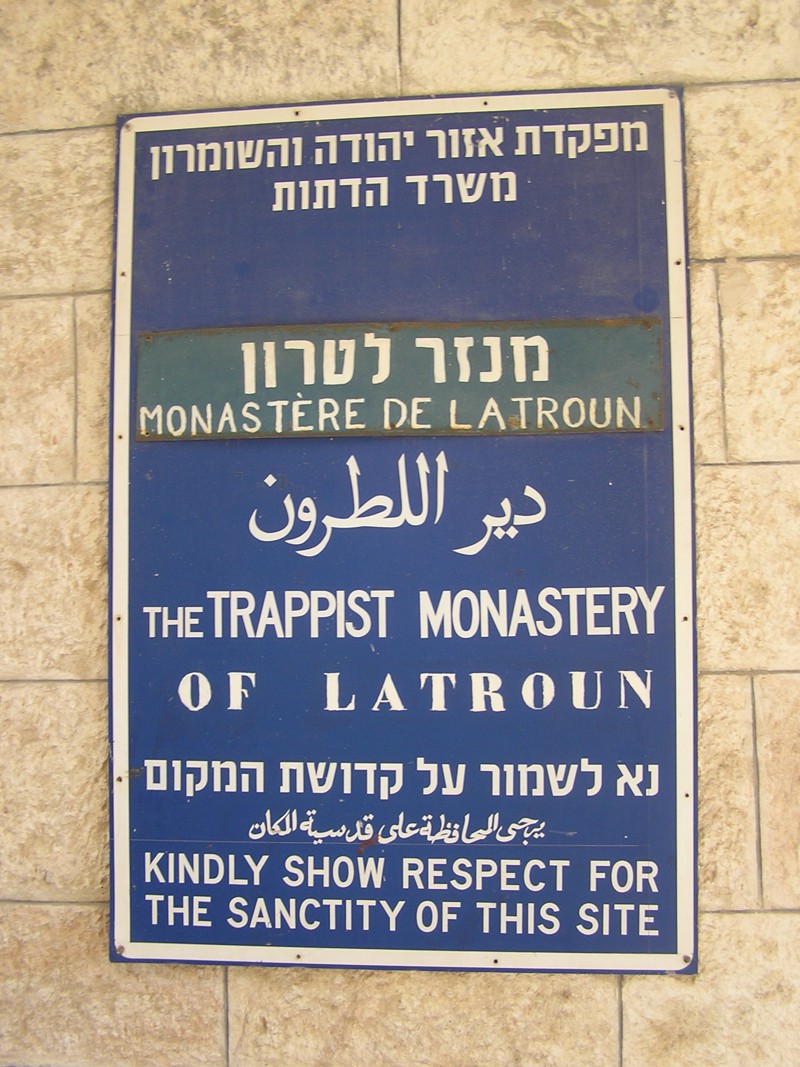 מפקדת אזור יהודה והשומרון
משרד הדתות
מנזר לטרון
MONASTÈRE DE LATROUN
دير اللطرون
THE TRAPPIST MONASTERY
OF LATROUN
נא לשמור על קדושת המקום
يرجى المحافظة على قدسية المكان
KINDLY SHOW RESPECT FOR
THE SANCTITY OF THIS SITE